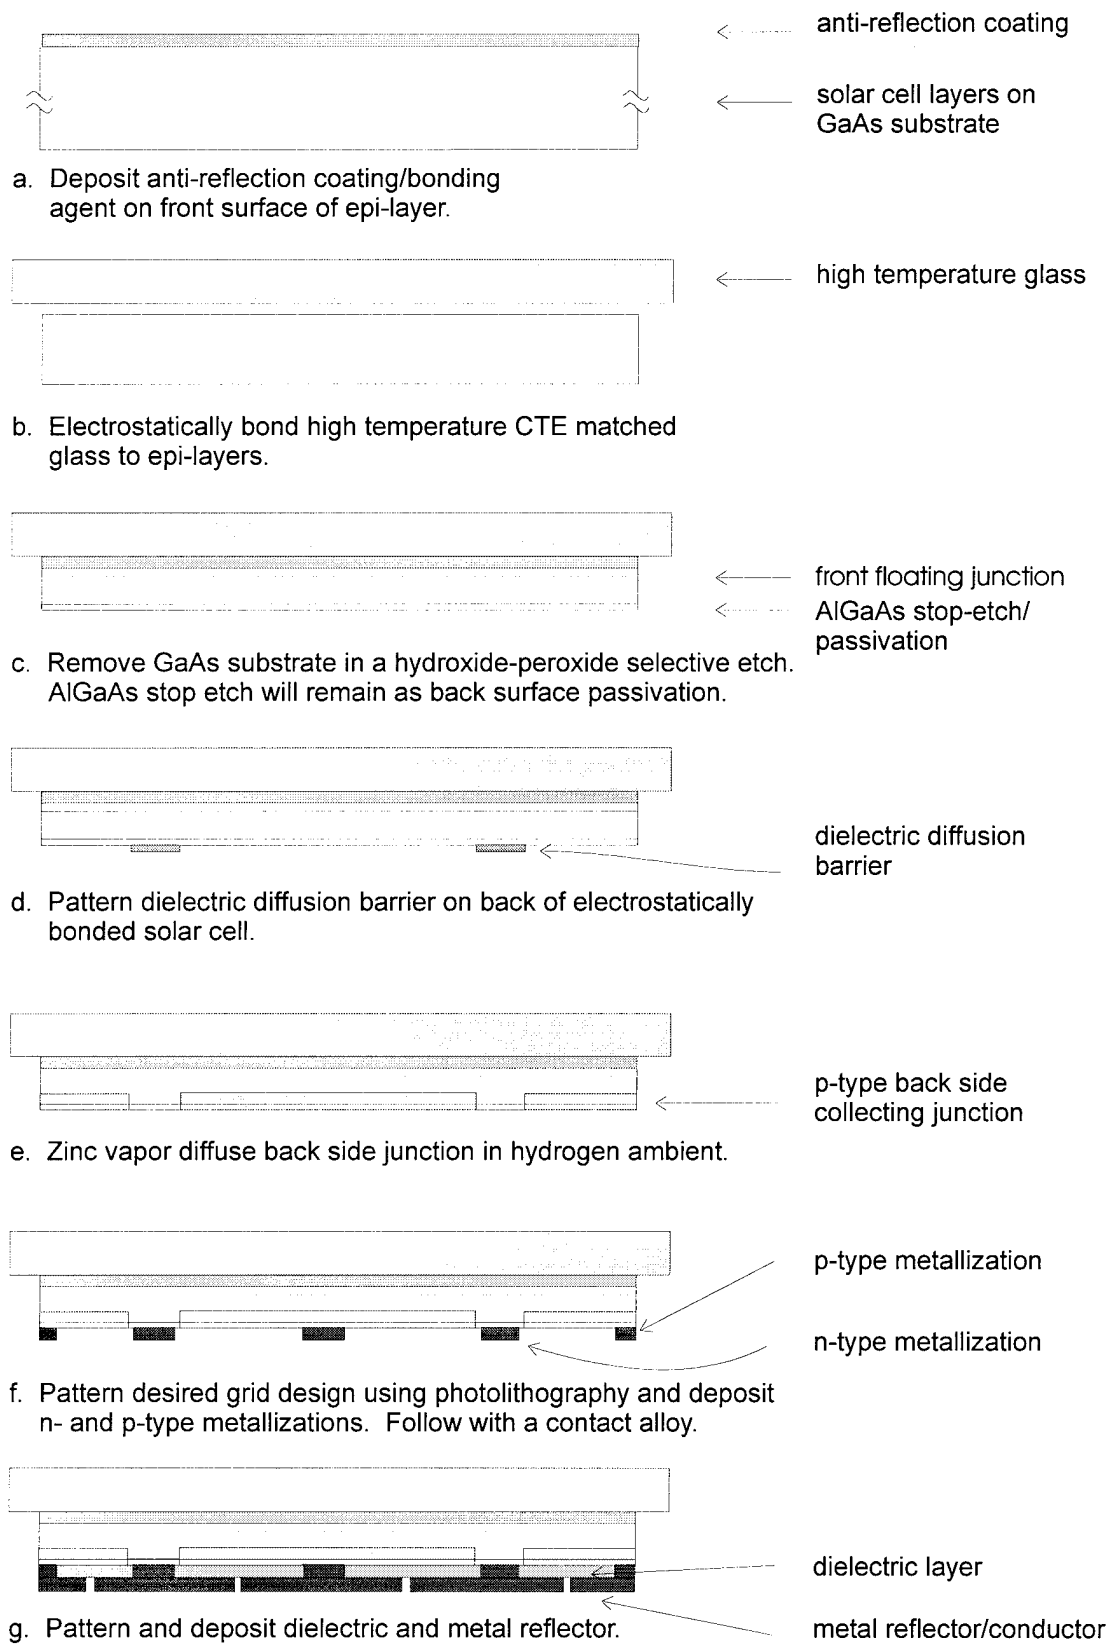 anti-reflection coating
solar cell layers on
GaAs substrate
a. Deposit anti-reflection coating/bonding
agent on front surface of epi-layer.
high temperature glass
b. Electrostatically bond high temperature CTE matched
glass to epi-layers.
front floating junction
AlGaAs stop-etch/
passivation
c. Remove GaAs substrate in a hydroxide-peroxide selective etch.
AlGaAs stop etch will remain as back surface passivation.
dielectric diffusion
barrier
d. Pattern dielectric diffusion barrier on back of electrostatically
bonded solar cell.
p-type back side
collecting junction
e. Zinc vapor diffuse back side junction in hydrogen ambient.
p-type metallization
n-type metallization
f. Pattern desired grid design using photolithography and deposit
n- and p-type metallizations. Follow with a contact alloy.
dielectric layer
g. Pattern and deposit dielectric and metal reflector.
metal reflector/conductor